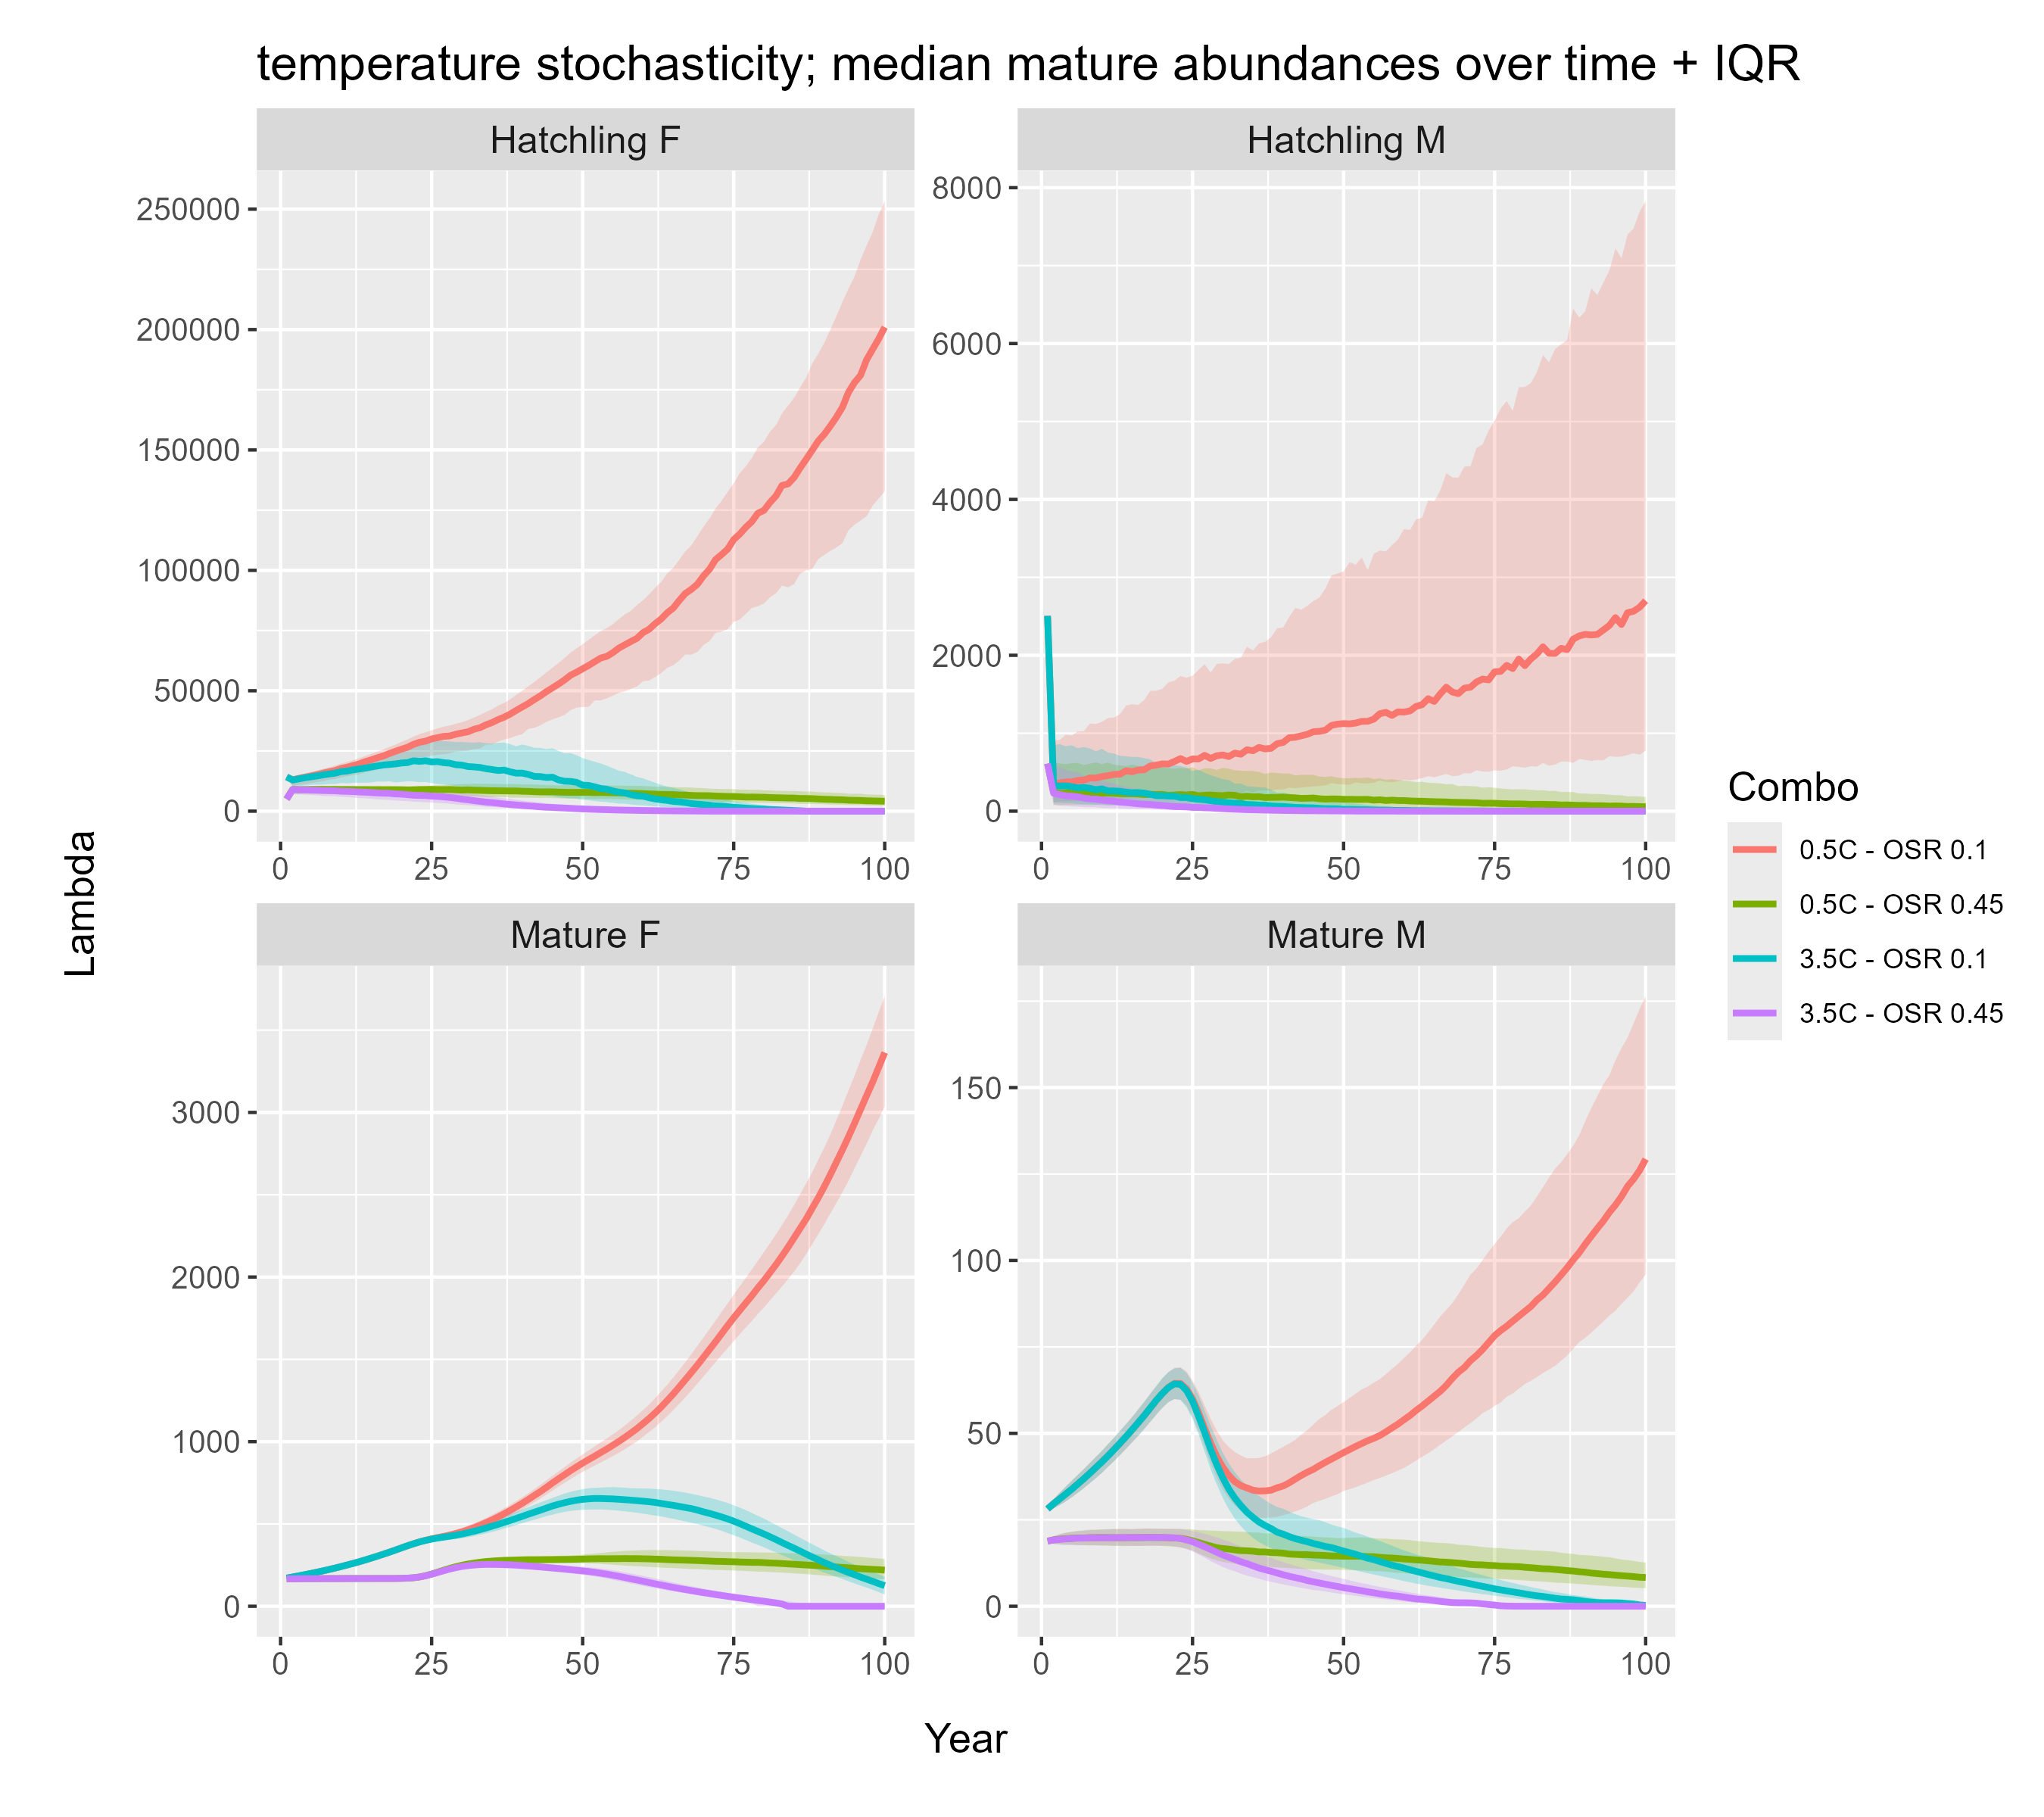 temperature stochasticity; median mature abundances over time + IQR
Hatchling F
Hatchling M
250000
200000
150000
100000
50000
0
8000
6000
4000
2000
0
0 25 50 75 100
0 25 50 75 100
Lambda
Mature F
Mature M
3000
2000
1000
0
150
100
50
0
0 25 50 75 100
0 25 50 75 100
Year
Combo
0.5C - OSR 0.1
0.5C - OSR 0.45
3.5C - OSR 0.1
3.5C - OSR 0.45